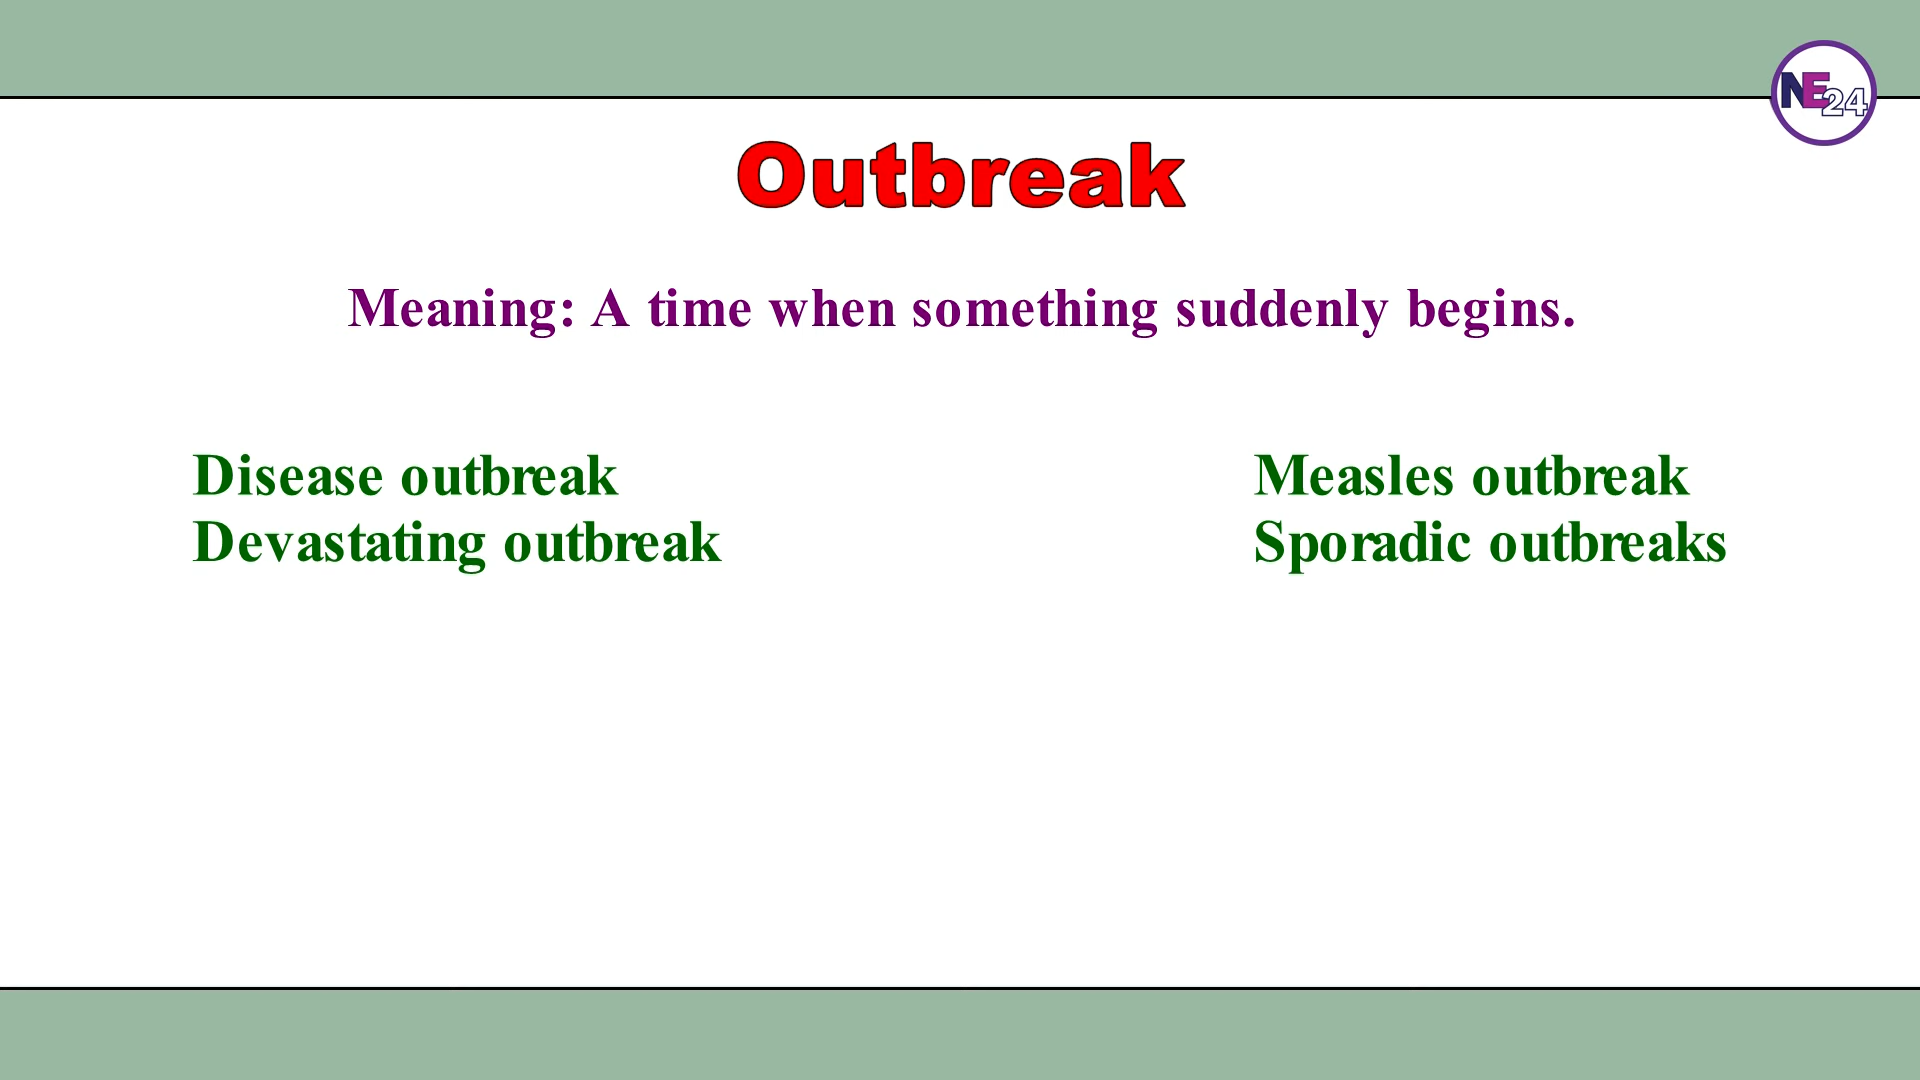 NE24
Outbreak
Meaning: A time when something suddenly begins.
Disease outbreak
Devastating outbreak
Measles outbreak
Sporadic outbreaks